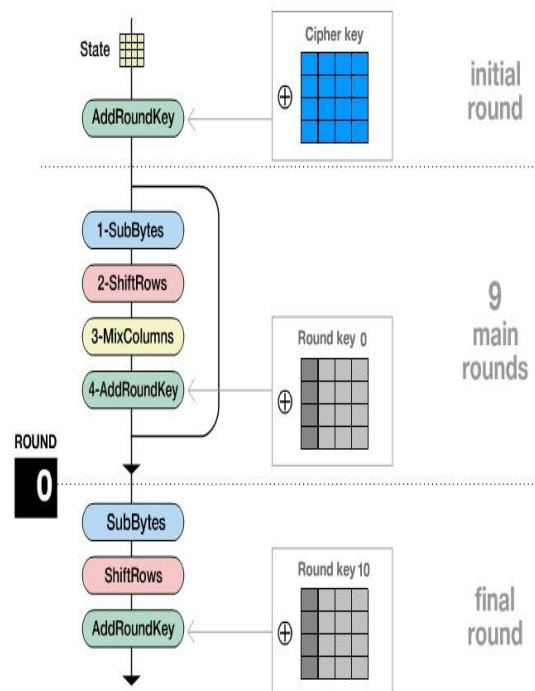 State
Cipher key
AddRoundKey
initial
round
1-SubBytes
2-ShiftRows
3-MixColumns
4-AddRoundKey
Round key 0
9
main
rounds
ROUND
0
SubBytes
ShiftRows
AddRoundKey
Round key 10
final
round